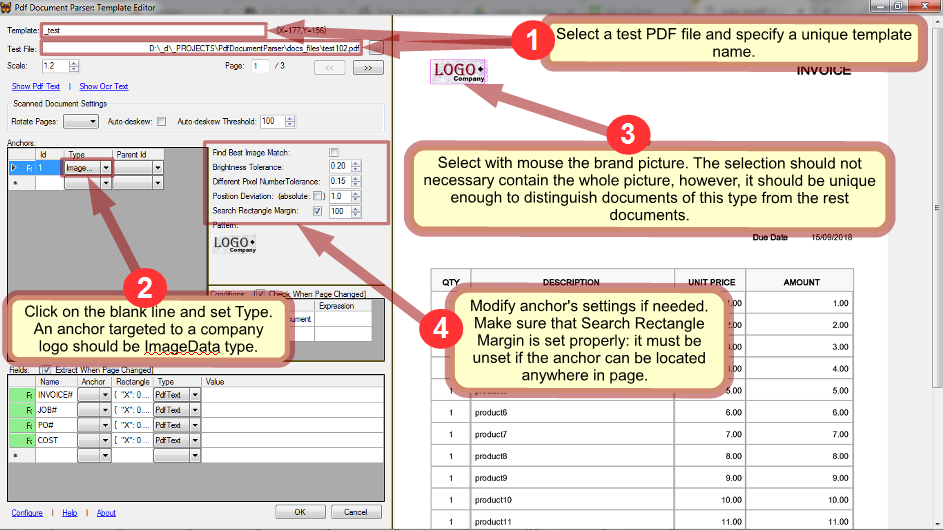 Pdf Document Parser: Template Editor
Template: _test (X=177,Y=156)
Test File: D:\_d\_PROJECTS\PdfDocumentParser\docs_files\test102.pdf
Scale: 1.2 Page: 1 / 3 << >>
Show Pdf Text | Show Ocr Text
Scanned Document Settings
Rotate Pages: Auto-deskew: Auto-deskew Threshold: 100
Anchors:
Id Type Parent Id
F: 1 Image...
*
Find Best Image Match:
Brightness Tolerance: 0.20
Different Pixel NumberTolerance: 0.15
Position Deviation: (absolute: ) 1.0
Search Rectangle Margin: 100
Pattern:
LOGO
Company
Conditions: Check When Page Changed]
Expression
Fields: Extract When Page Changed]
Name Anchor Rectangle Type Value
F: INVOICE# { "X": 0.... PdfText
F: JOB# { "X": 0.... PdfText
F: PO# { "X": 0.... PdfText
F: COST { "X": 0.... PdfText
*
OK Cancel
Configure | Help | About
1
Select a test PDF file and specify a unique template
name.
2
Click on the blank line and set Type.
An anchor targeted to a company
logo should be ImageData type.
3
Select with mouse the brand picture. The selection should not
necessary contain the whole picture, however, it should be unique
enough to distinguish documents of this type from the rest
documents.
4
Modify anchor's settings if needed.
Make sure that Search Rectangle
Margin is set properly: it must be
unset if the anchor can be located
anywhere in page.
LOGO
Company
INVOICE
Due Date 15/09/2018
QTY DESCRIPTION UNIT PRICE AMOUNT
1.00
2.00
3.00
4.00
5.00 5.00
1 product6 6.00 6.00
1 product7 7.00 7.00
1 product8 8.00 8.00
1 product9 9.00 9.00
1 product10 10.00 10.00
1 product11 11.00 11.00